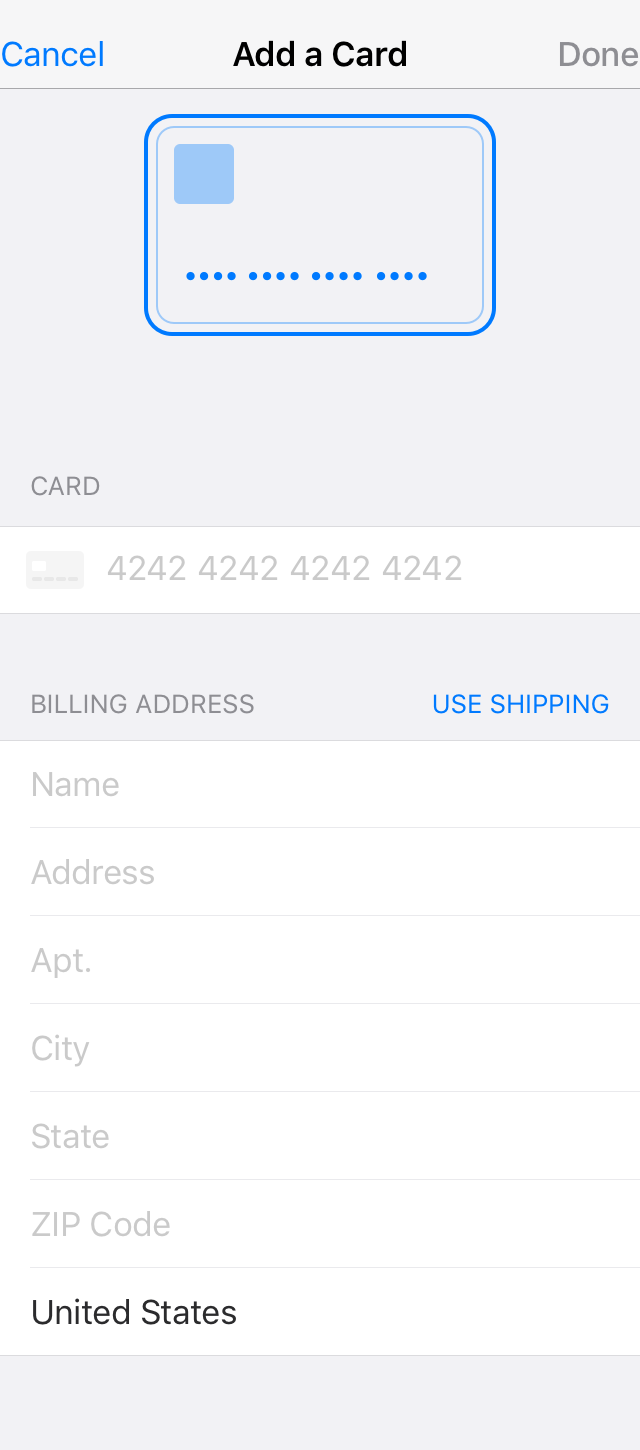 Cancel Add a Card Done
•••• •••• •••• ••••
CARD
4242 4242 4242 4242
BILLING ADDRESS USE SHIPPING
Name
Address
Apt.
City
State
ZIP Code
United States